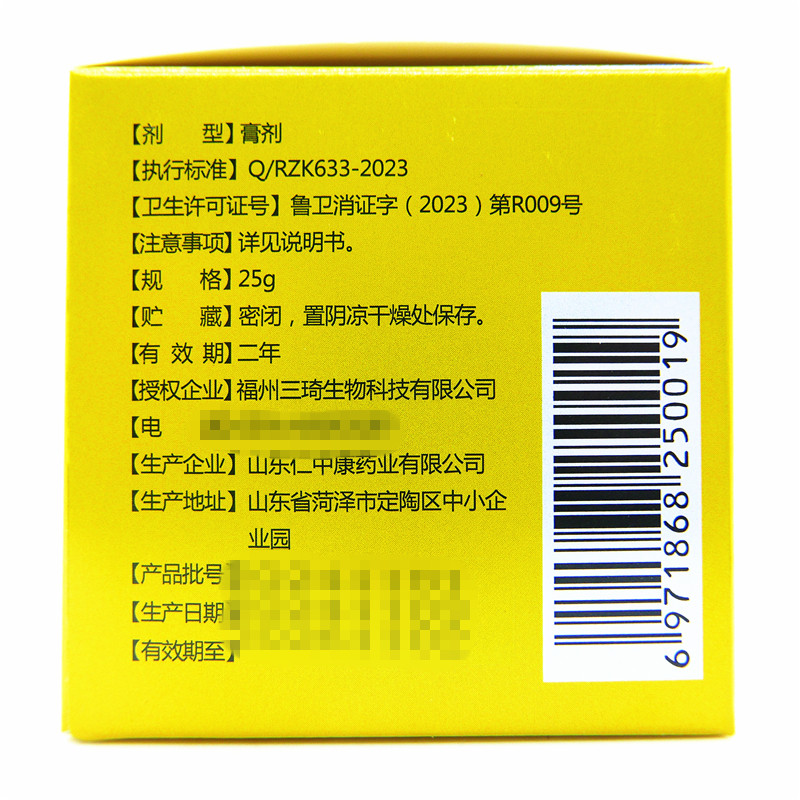 【剂 型】膏剂
【执行标准】Q/RZK633-2023
【卫生许可证号】鲁卫消证字（2023）第R009号
【注意事项】详见说明书。
【规 格】25g
【贮 藏】密闭，置阴凉干燥处保存。
【有 效 期】二年
【授权企业】福州三琦生物科技有限公司
【电
【生产企业】山东仁中康药业有限公司
【生产地址】山东省菏泽市定陶区中小企
业园
【产品批号
【生产日期
【有效期至】
6971868250019